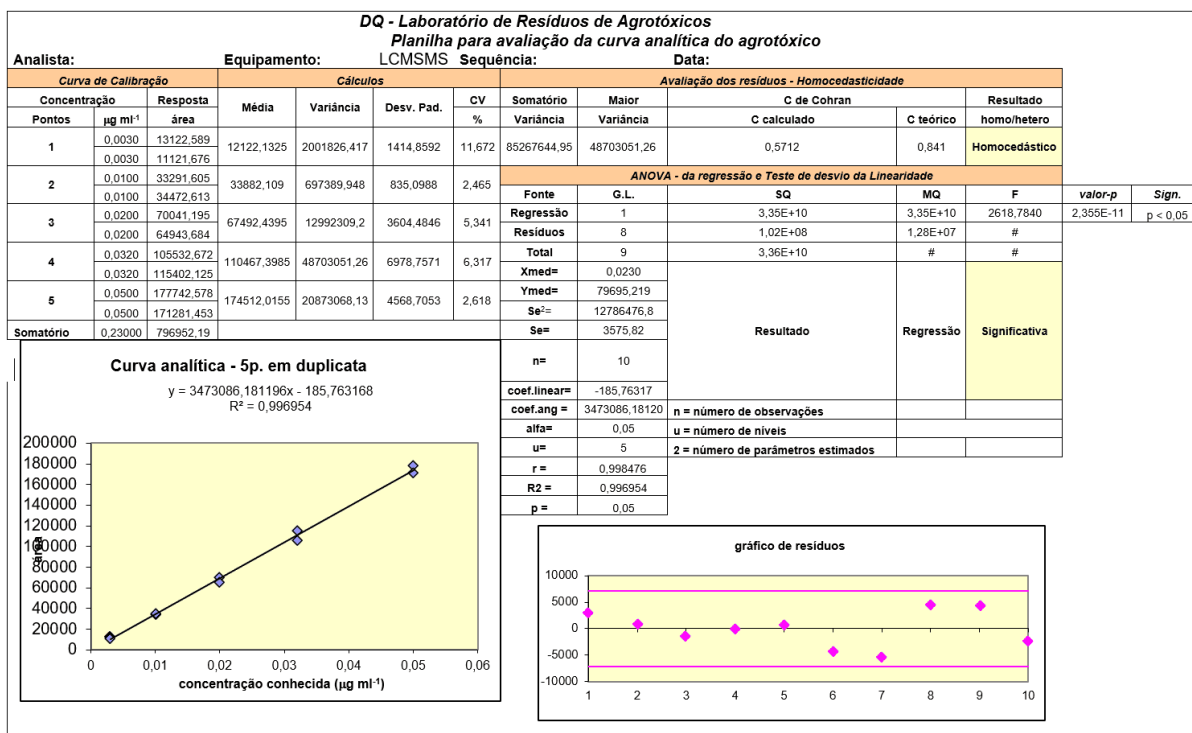 DQ - Laboratório de Resíduos de Agrotóxicos
Planilha para avaliação da curva analítica do agrotóxico
Analista: Equipamento: LCMSMS Sequência: Data:
Curva de Calibração Cálculos Avaliação dos resíduos - Homocedasticidade
Concentração Resposta Média Variância Desv. Pad. CV Somatório Maior C de Cohran Resultado
Pontos µg ml⁻¹ área % Variância Variância C calculado C teórico homo/hetero
1 0,0030 13122,589 12122,1325 2001826,417 1414,8592 11,672 85267644,95 48703051,26 0,5712 0,841 Homocedástico
0,0030 11121,676
2 0,0100 33291,605 33882,109 697389,948 835,0988 2,465 ANOVA - da regressão e Teste de desvio da Linearidade
0,0100 34472,613 Fonte G.L. SQ MQ F valor-p Sign.
3 0,0200 70041,195 67492,4395 12992309,2 3604,4846 5,341 Regressão 1 3,35E+10 3,35E+10 2618,7840 2,355E-11 p < 0,05
0,0200 64943,684 Resíduos 8 1,02E+08 1,28E+07 #
4 0,0320 105532,672 110467,3985 48703051,26 6978,7571 6,317 Total 9 3,36E+10 # #
0,0320 115402,125 Xmed= 0,0230
5 0,0500 177742,578 174512,0155 20873068,13 4568,7053 2,618 Ymed= 79695,219
0,0500 171281,453 Se²= 12786476,8
Somatório 0,23000 796952,19 Se= 3575,82 Resultado Regressão Significativa
n= 10
coef.linear= -185,76317
coef.ang = 3473086,18120 n = número de observações
alfa= 0,05 u = número de níveis
u= 5 2 = número de parâmetros estimados
r = 0,998476
R2 = 0,996954
p = 0,05
Curva analítica - 5p. em duplicata
y = 3473086,181196x - 185,763168
R² = 0,996954
200000
180000
160000
140000
120000
100000
80000
60000
40000
20000
0
área
0 0,01 0,02 0,03 0,04 0,05 0,06
concentração conhecida (µg ml⁻¹)
gráfico de resíduos
10000
5000
0
-5000
-10000
1 2 3 4 5 6 7 8 9 10